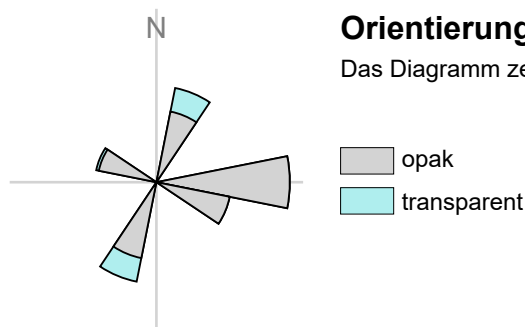 N
Orientierung
Das Diagramm ze
opak
transparent